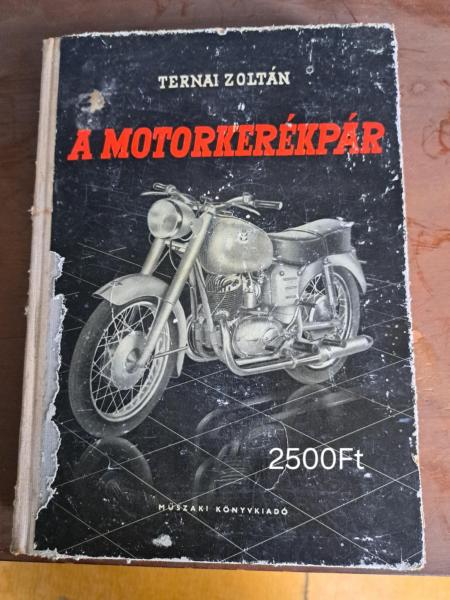 TERNAI ZOLTÁN
A MOTORKERÉKPÁR
2500Ft
MŰSZAKI KÖNYVKIADÓ